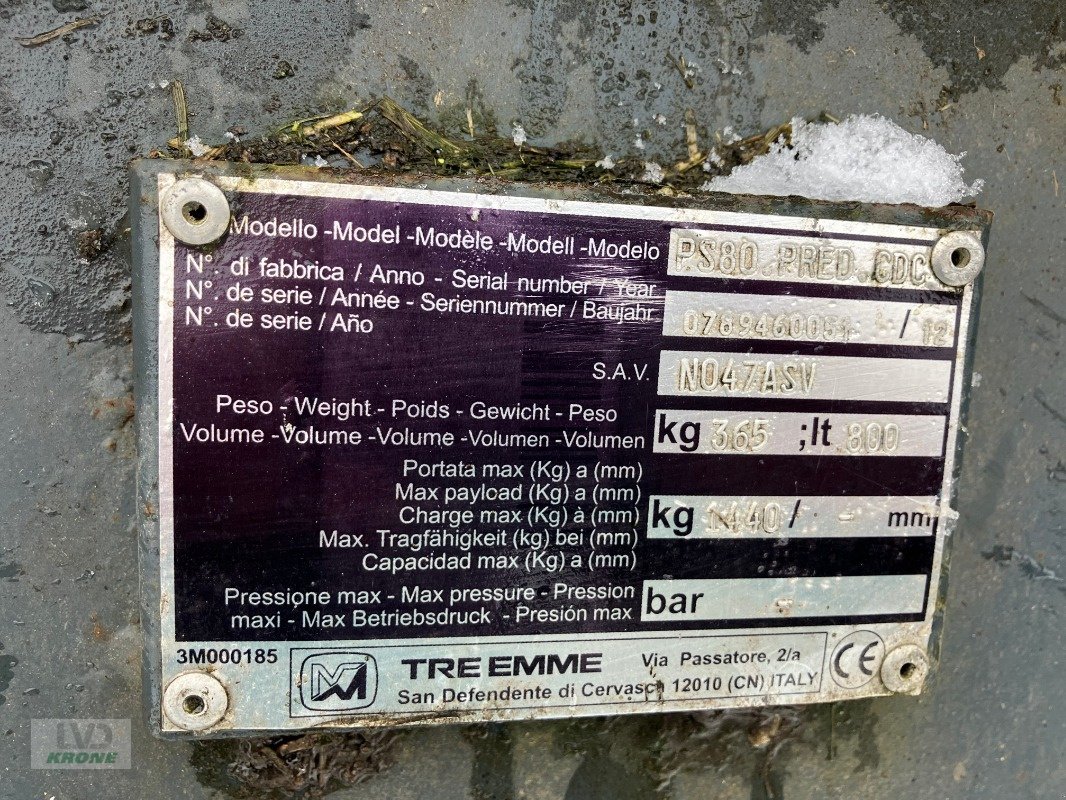 Modello -Model -Modèle -Modell -Modelo PS80.PRED.CDC
N°. di fabbrica / Anno - Serial number / Year
N°. de serie / Année - Seriennummer / Baujahr / 12
N°. de serie / Año
S.A.V. N047ASV
Peso - Weight - Poids - Gewicht - Peso
Volume -Volume -Volume -Volumen -Volumen kg 365 ;lt 800
Portata max (Kg) a (mm)
Max payload (Kg) a (mm)
Charge max (Kg) à (mm) kg 1440 / - mm
Max. Tragfähigkeit (kg) bei (mm)
Capacidad max (Kg) a (mm)
Pressione max - Max pressure - Pression
maxi - Max Betriebsdruck - Presión max bar -
3M000185
TRE EMME Via Passatore, 2/a
San Defendente di Cervasca 12010 (CN) ITALY
CE
LVD
KRONE